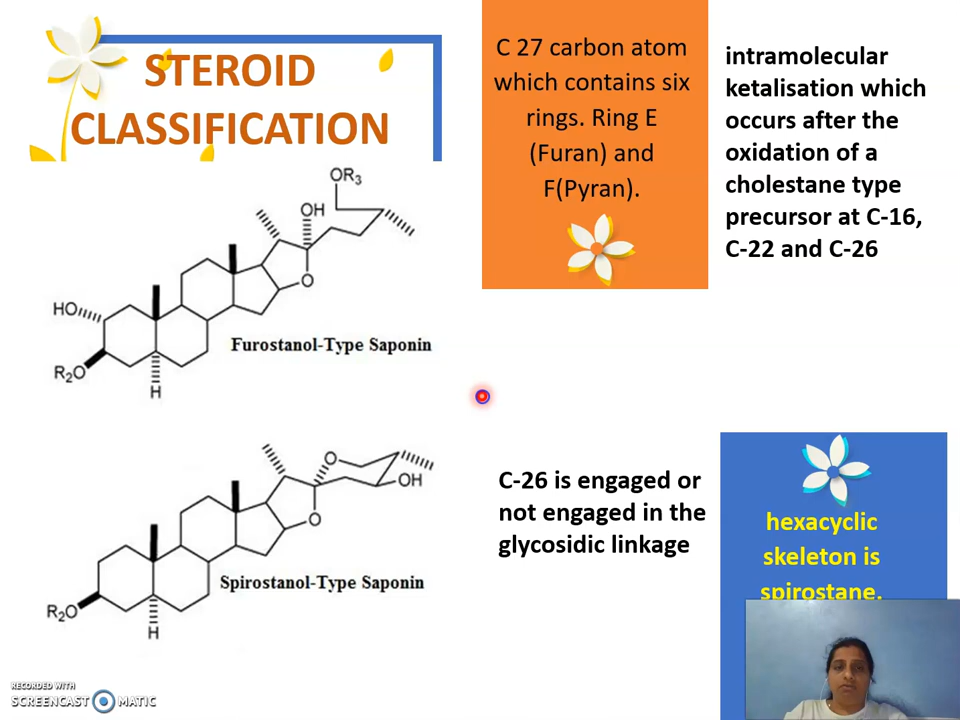 STEROID
CLASSIFICATION
C 27 carbon atom
which contains six
rings. Ring E
(Furan) and
F(Pyran).
intramolecular
ketalisation which
occurs after the
oxidation of a
cholestane type
precursor at C-16,
C-22 and C-26
OR3
OH
O
HO
R2O
H
Furostanol-Type Saponin
O
OH
O
R2O
H
Spirostanol-Type Saponin
C-26 is engaged or
not engaged in the
glycosidic linkage
hexacyclic
skeleton is
spirostane.
RECORDED WITH
SCREENCAST MATIC